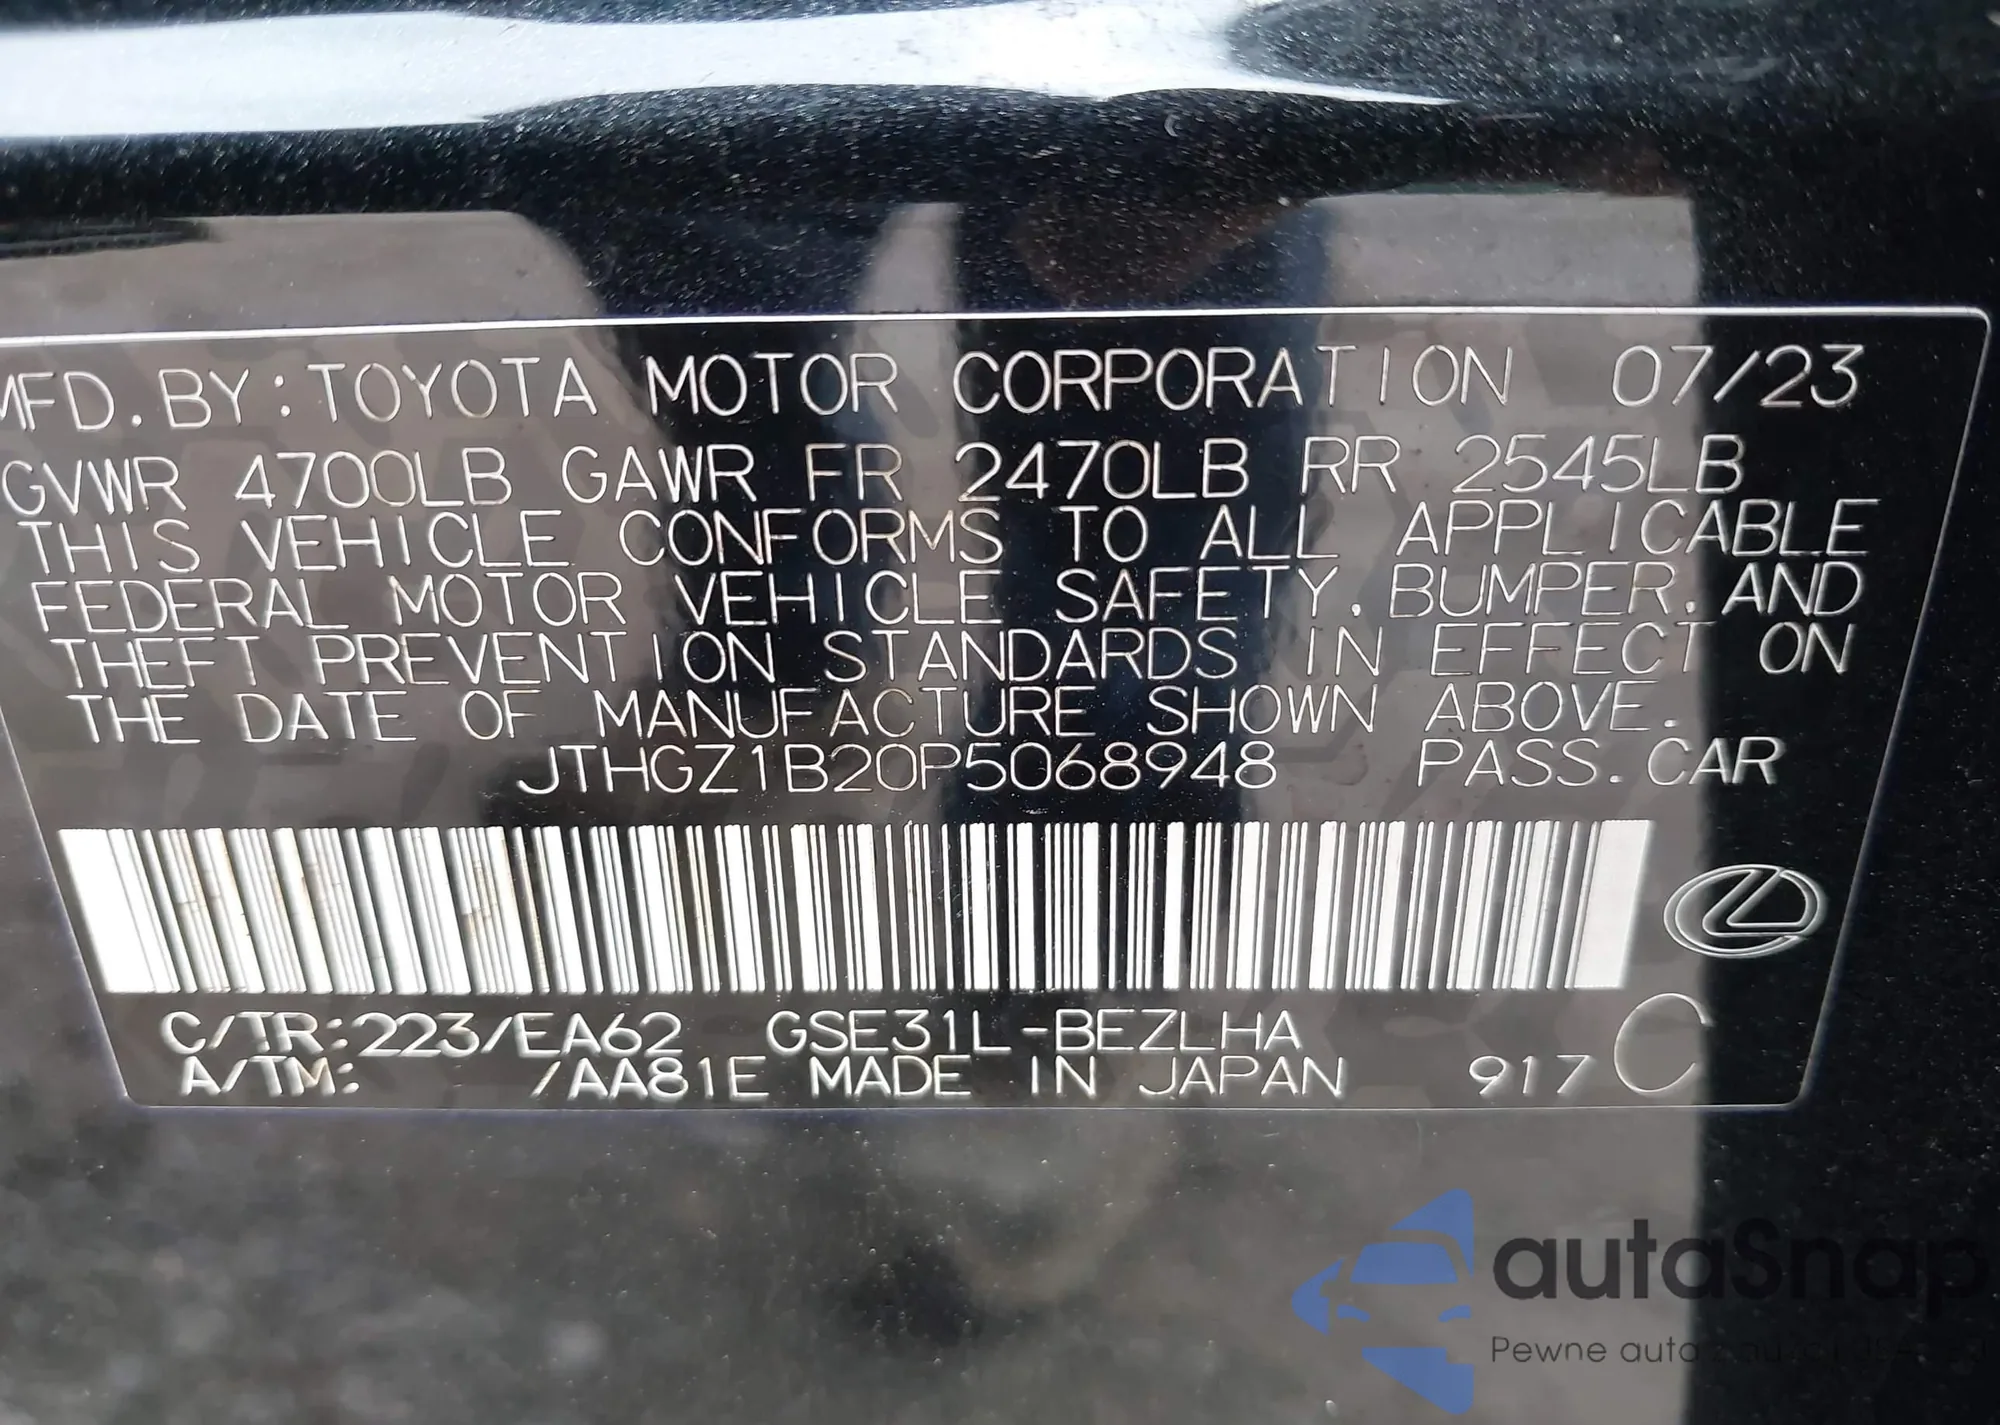 MFD.BY:TOYOTA MOTOR CORPORATION 07/23
GVWR 4700LB GAWR FR 2470LB RR 2545LB
THIS VEHICLE CONFORMS TO ALL APPLICABLE
FEDERAL MOTOR VEHICLE SAFETY.BUMPER.AND
THEFT PREVENTION STANDARDS IN EFFECT ON
THE DATE OF MANUFACTURE SHOWN ABOVE.
JTHGZ1B20P5068948 PASS.CAR
C/TR:223/EA62 GSE31L-BEZLHA
A/TM: /AA81E MADE IN JAPAN 917 C
autaSnap
Pewne auta z